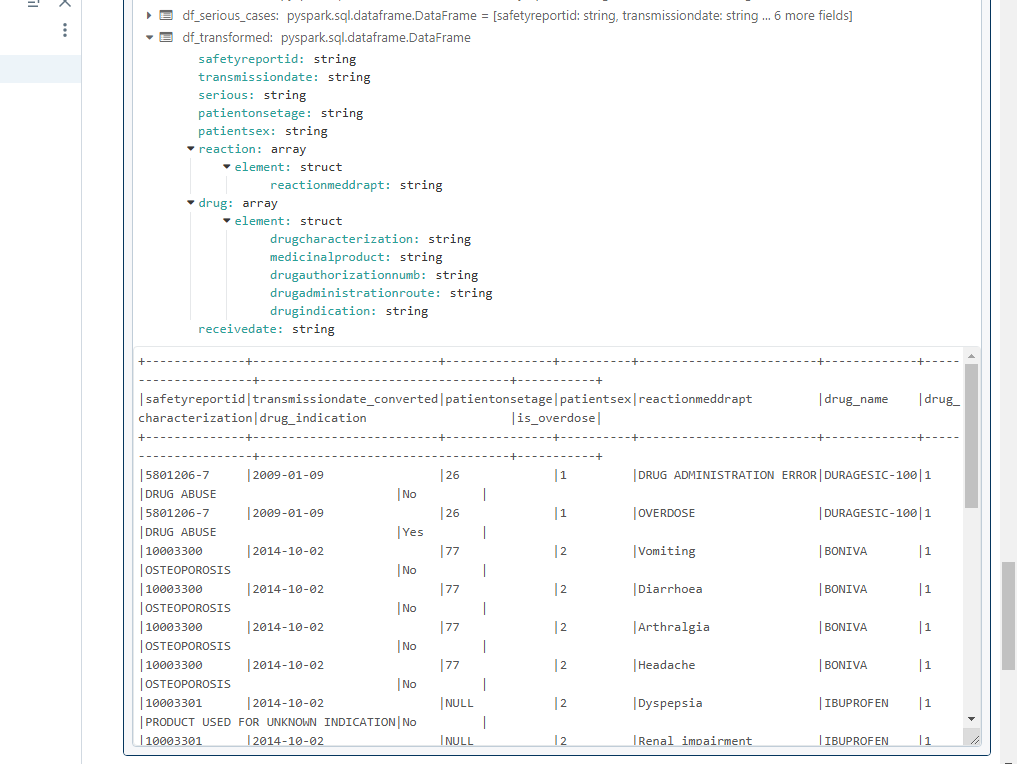 df_serious_cases: pyspark.sql.dataframe.DataFrame = [safetyreportid: string, transmissiondate: string ... 6 more fields]
df_transformed: pyspark.sql.dataframe.DataFrame
safetyreportid: string
transmissiondate: string
serious: string
patientonsetage: string
patientsex: string
reaction: array
element: struct
reactionmeddrapt: string
drug: array
element: struct
drugcharacterization: string
medicinalproduct: string
drugauthorizationnumb: string
drugadministrationroute: string
drugindication: string
receivedate: string
+--------------+--------------------------+---------------+----------+-------------------------+-------------+-----
----------------+-----------------------------------+-----------+
|safetyreportid|transmissiondate_converted|patientonsetage|patientsex|reactionmeddrapt         |drug_name    |drug_
characterization|drug_indication                    |is_overdose|
+--------------+--------------------------+---------------+----------+-------------------------+-------------+-----
----------------+-----------------------------------+-----------+
|5801206-7     |2009-01-09                |26             |1         |DRUG ADMINISTRATION ERROR|DURAGESIC-100|1
|DRUG ABUSE                         |No         |
|5801206-7     |2009-01-09                |26             |1         |OVERDOSE                 |DURAGESIC-100|1
|DRUG ABUSE                         |Yes        |
|10003300      |2014-10-02                |77             |2         |Vomiting                 |BONIVA       |1
|OSTEOPOROSIS                       |No         |
|10003300      |2014-10-02                |77             |2         |Diarrhoea                |BONIVA       |1
|OSTEOPOROSIS                       |No         |
|10003300      |2014-10-02                |77             |2         |Arthralgia               |BONIVA       |1
|OSTEOPOROSIS                       |No         |
|10003300      |2014-10-02                |77             |2         |Headache                 |BONIVA       |1
|OSTEOPOROSIS                       |No         |
|10003301      |2014-10-02                |NULL           |2         |Dyspepsia                |IBUPROFEN    |1
|PRODUCT USED FOR UNKNOWN INDICATION|No         |
|10003301      |2014-10-02                |NULL           |2         |Renal impairment         |IBUPROFEN    |1